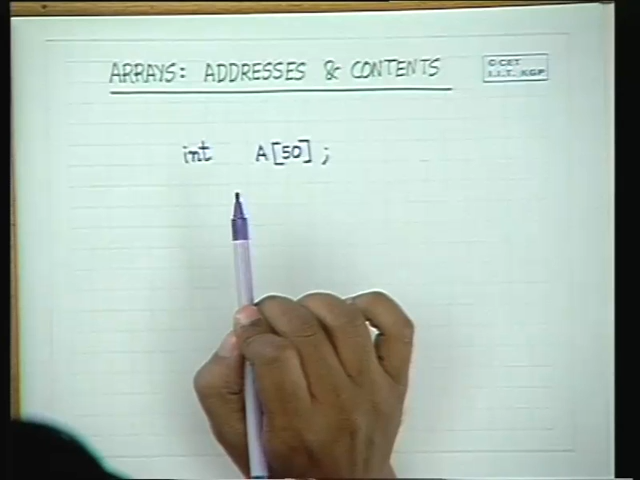 ARRAYS: ADDRESSES & CONTENTS
© CET
I.I.T. KGP
int A[50] ;